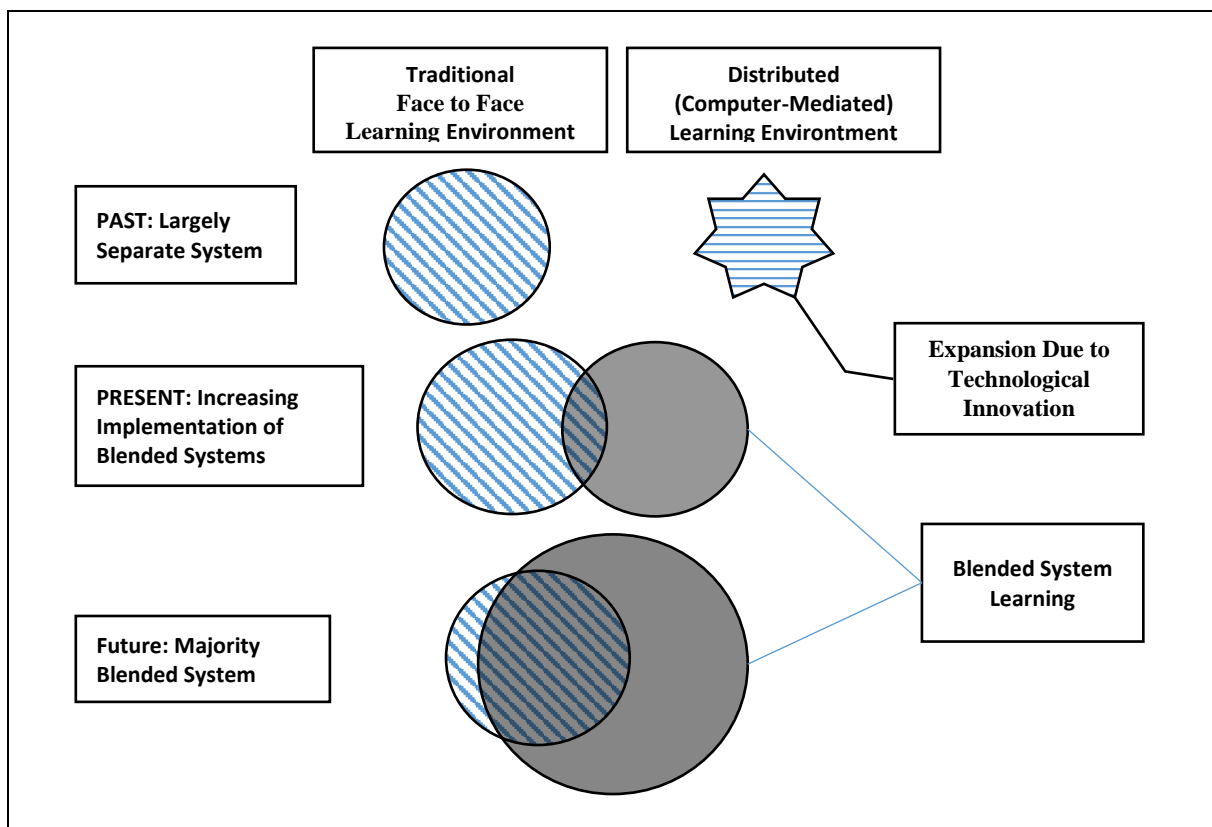 Traditional
Face to Face
Learning Environment
Distributed
(Computer-Mediated)
Learning Environtment
PAST: Largely
Separate System
Expansion Due to
Technological
Innovation
PRESENT: Increasing
Implementation of
Blended Systems
Blended System
Learning
Future: Majority
Blended System